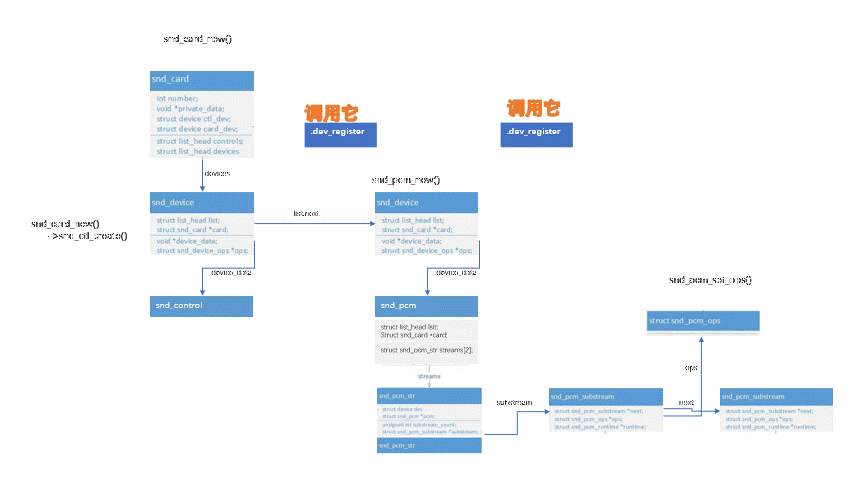 snd_card_new()
snd_card
int number;
void *private_data;
struct device ctl_dev;
struct device card_dev;
struct list_head controls;
struct list_head devices
调用它
.dev_register
调用它
.dev_register
devices
snd_pcm_new()
snd_card_new()
-->snd_ctl_create()
snd_device
struct list_head list;
struct snd_card *card;
void *device_data;
struct snd_device_ops *ops;
snd_device
struct list_head list;
struct snd_card *card;
void *device_data;
struct snd_device_ops *ops;
device_data
device_data
snd_control
snd_pcm
struct list_head lsit;
Struct snd_card *card;
struct snd_pcm_str streams[2];
streams
snd_pcm_set_ops()
struct snd_pcm_ops
ops
snd_pcm_str
struct device dev
struct snd_pcm *pcm;
unsigned int substream_count;
struct snd_pcm_substream *substream;
snd_pcm_str
substream
snd_pcm_substream
struct snd_pcm_substream *next;
struct snd_pcm_ops *ops;
struct snd_pcm_runtime *runtime;
next
snd_pcm_substream
struct snd_pcm_substream *next;
struct snd_pcm_ops *ops;
struct snd_pcm_runtime *runtime;